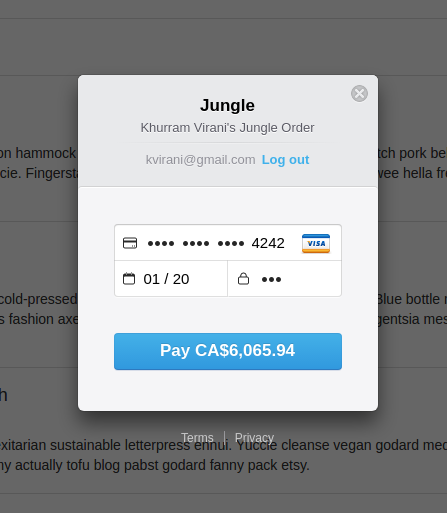 Jungle
Khurram Virani's Jungle Order
kvirani@gmail.com Log out
on hammock
tch pork be
cie. Fingersta
wee hella fr
•••• •••• •••• 4242 VISA
01 / 20 •••
cold-pressed
Blue bottle
s fashion axe
gentsia mes
Pay CA$6,065.94
h
Terms Privacy
exitarian sustainable letterpress ennui. Yuccie cleanse vegan godard med
ny actually tofu blog pabst godard fanny pack etsy.